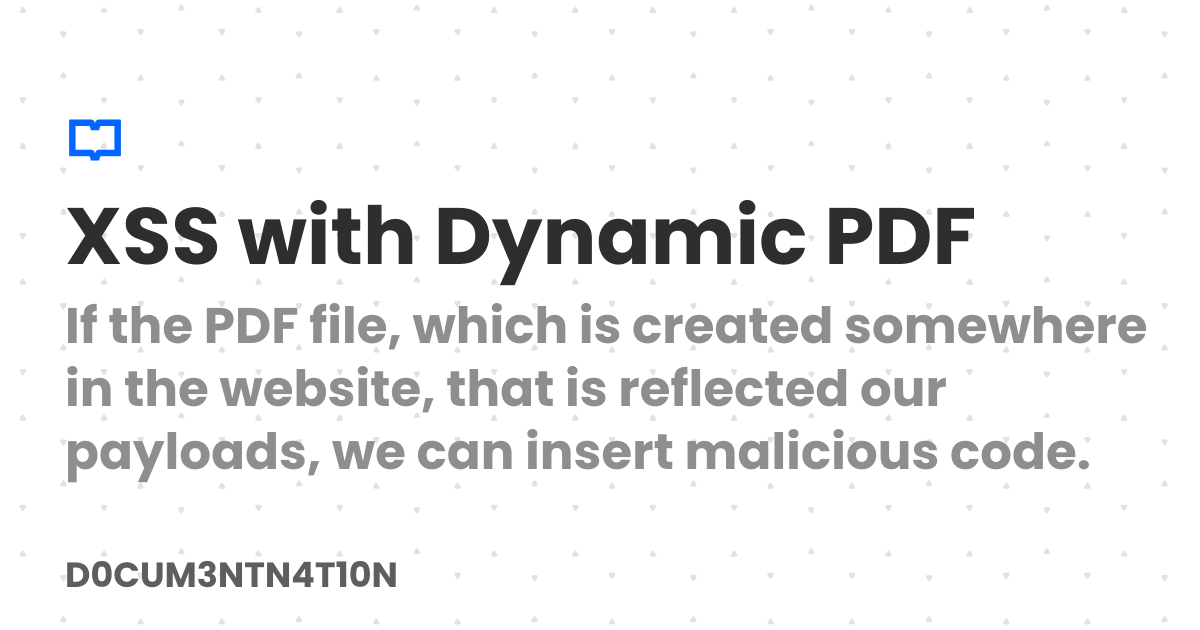 XSS with Dynamic PDF
If the PDF file, which is created somewhere
in the website, that is reflected our
payloads, we can insert malicious code.
D0CUM3NTN4T10N